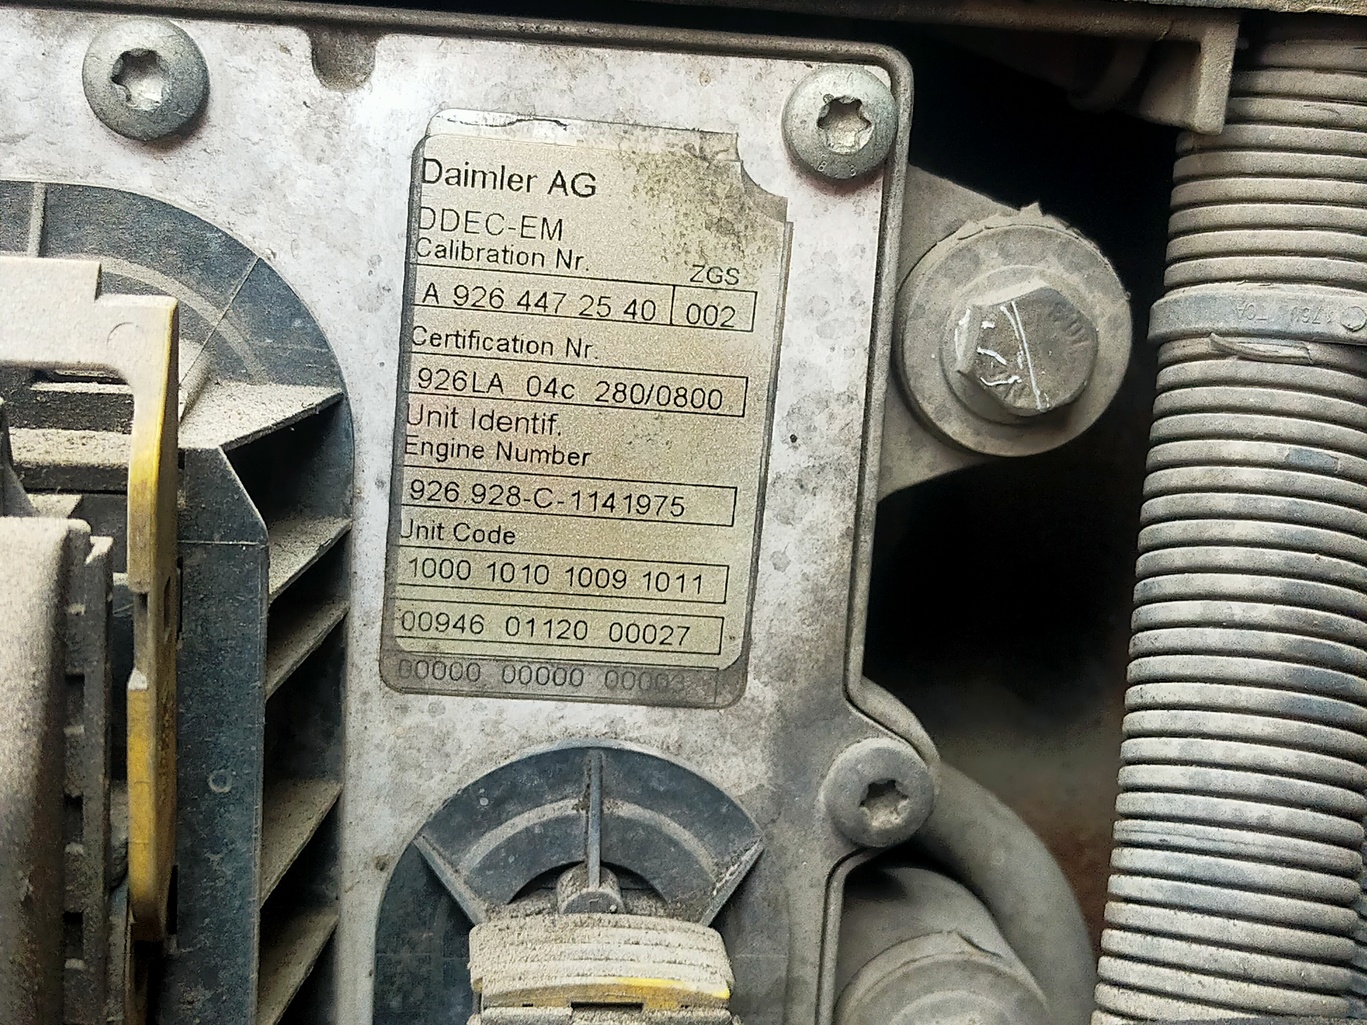 Daimler AG
DDEC-EM
Calibration Nr. ZGS
A 926 447 25 40 002
Certification Nr.
926LA 04c 280/0800
Unit Identif.
Engine Number
926.928-C-1141975
Unit Code
1000 1010 1009 1011
00946 01120 00027
00000 00000 00003